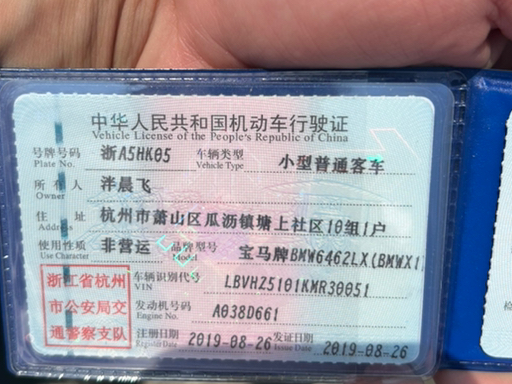 中华人民共和国机动车行驶证
Vehicle License of the People's Republic of China
号牌号码 浙A5HK05 车辆类型 小型普通客车
Plate No. Vehicle Type
所有人 洋晨飞
Owner
住址 杭州市萧山区瓜沥镇塘上社区10组1户
Address
使用性质 非营运 品牌型号 宝马牌BMW6462LX(BMWX1
Use Character Model
浙江省杭州
市公安局交
通警察支队
车辆识别代号 LBVHZ5101KMR30051
VIN
发动机号码 A038D661
Engine No.
注册日期 2019-08-26 发证日期 2019-08-26
Register Date Issue Date